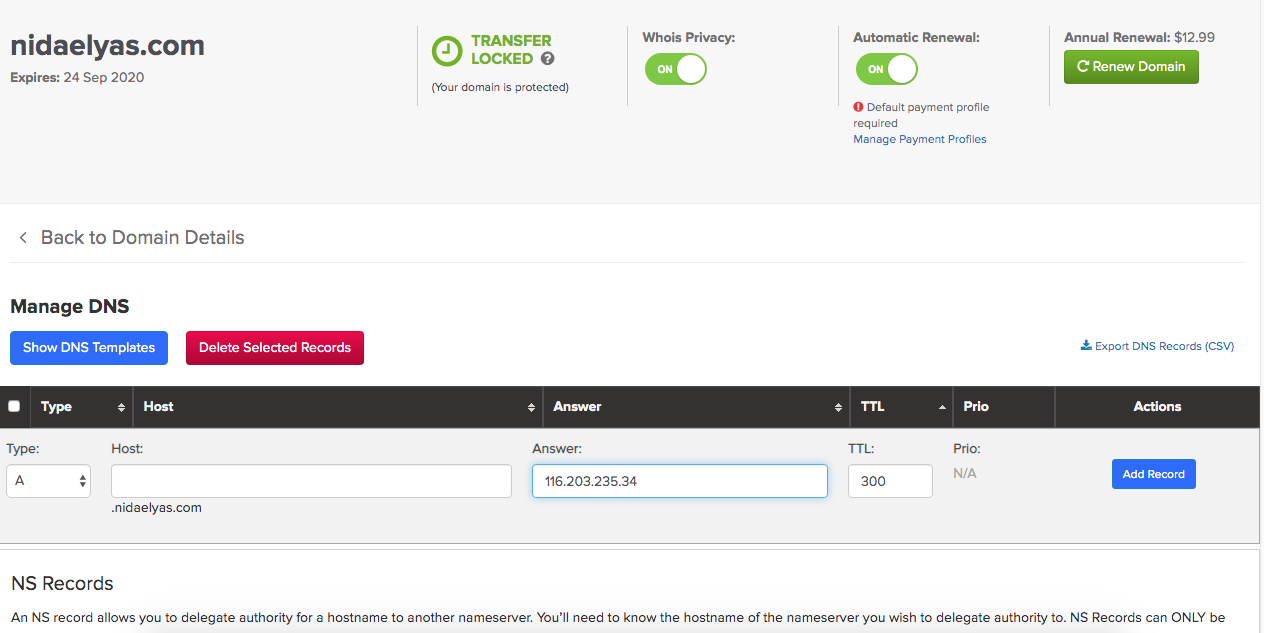 nidaelyas.com
Expires: 24 Sep 2020
TRANSFER
LOCKED ?
(Your domain is protected)
Whois Privacy:
ON
Automatic Renewal:
ON
! Default payment profile
required
Manage Payment Profiles
Annual Renewal: $12.99
Renew Domain
Back to Domain Details
Manage DNS
Show DNS Templates
Delete Selected Records
Export DNS Records (CSV)
Type Host Answer TTL Prio Actions
Type: Host: Answer: TTL: Prio:
A 116.203.235.34 300 N/A Add Record
.nidaelyas.com
NS Records
An NS record allows you to delegate authority for a hostname to another nameserver. You'll need to know the hostname of the nameserver you wish to delegate authority to. NS Records can ONLY be